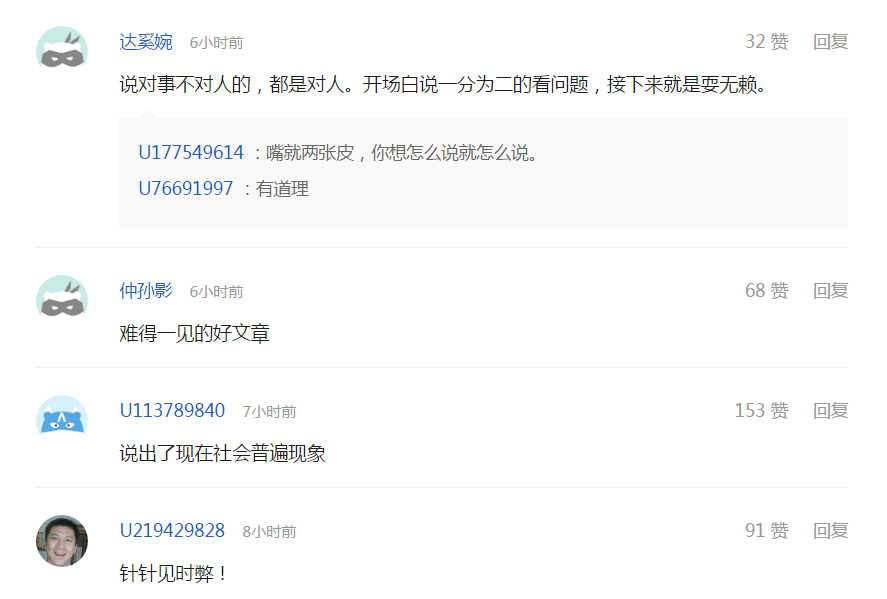 达奚婉 6小时前 32 赞 回复
说对事不对人的，都是对人。开场白说一分为二的看问题，接下来就是耍无赖。
U177549614 ：嘴就两张皮，你想怎么说就怎么说。
U76691997 ：有道理
仲孙影 6小时前 68 赞 回复
难得一见的好文章
U113789840 7小时前 153 赞 回复
说出了现在社会普遍现象
U219429828 8小时前 91 赞 回复
针针见时弊！